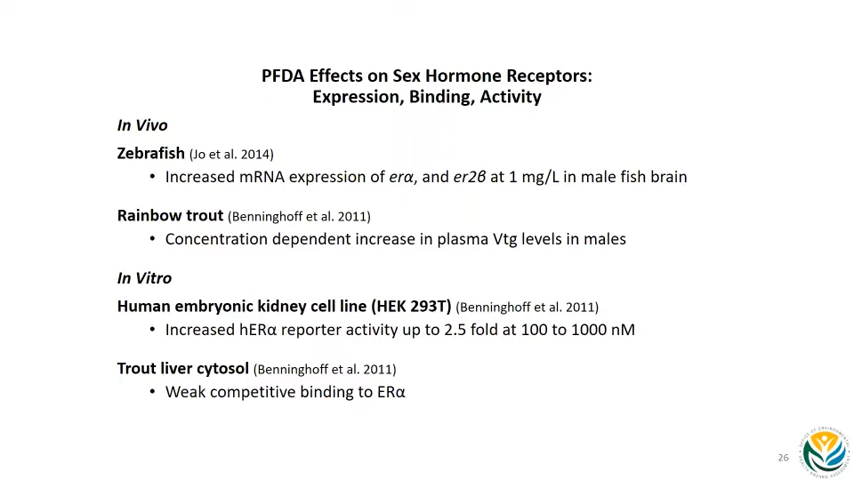 PFDA Effects on Sex Hormone Receptors:
Expression, Binding, Activity
In Vivo
Zebrafish (Jo et al. 2014)
• Increased mRNA expression of erα, and er2β at 1 mg/L in male fish brain
Rainbow trout (Benninghoff et al. 2011)
• Concentration dependent increase in plasma Vtg levels in males
In Vitro
Human embryonic kidney cell line (HEK 293T) (Benninghoff et al. 2011)
• Increased hERα reporter activity up to 2.5 fold at 100 to 1000 nM
Trout liver cytosol (Benninghoff et al. 2011)
• Weak competitive binding to ERα
26